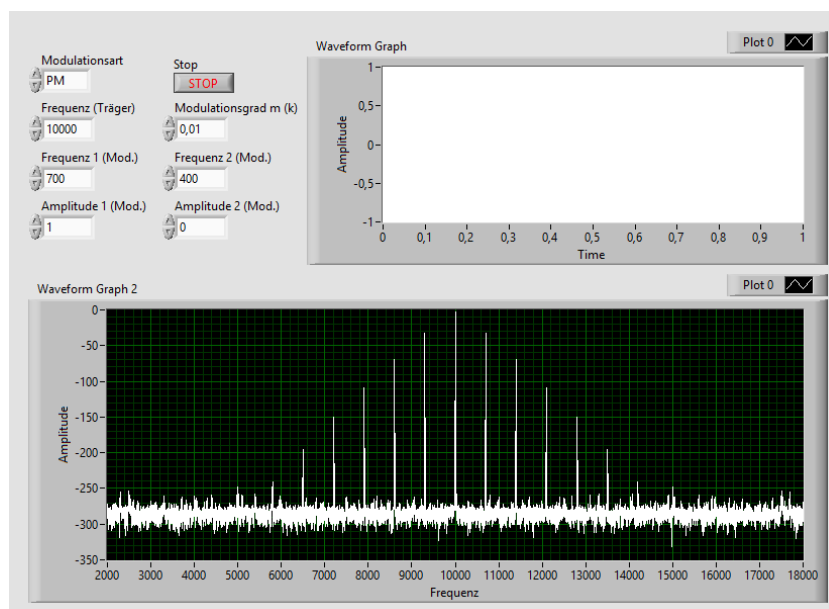 Modulationsart
PM
Stop
STOP
Frequenz (Träger)
10000
Modulationsgrad m (k)
0,01
Frequenz 1 (Mod.)
700
Frequenz 2 (Mod.)
400
Amplitude 1 (Mod.)
1
Amplitude 2 (Mod.)
0
Waveform Graph
Plot 0
Amplitude
1
0,5
0
-0,5
-1
0 0,1 0,2 0,3 0,4 0,5 0,6 0,7 0,8 0,9 1
Time
Waveform Graph 2
Plot 0
Amplitude
0
-50
-100
-150
-200
-250
-300
-350
2000 3000 4000 5000 6000 7000 8000 9000 10000 11000 12000 13000 14000 15000 16000 17000 18000
Frequenz